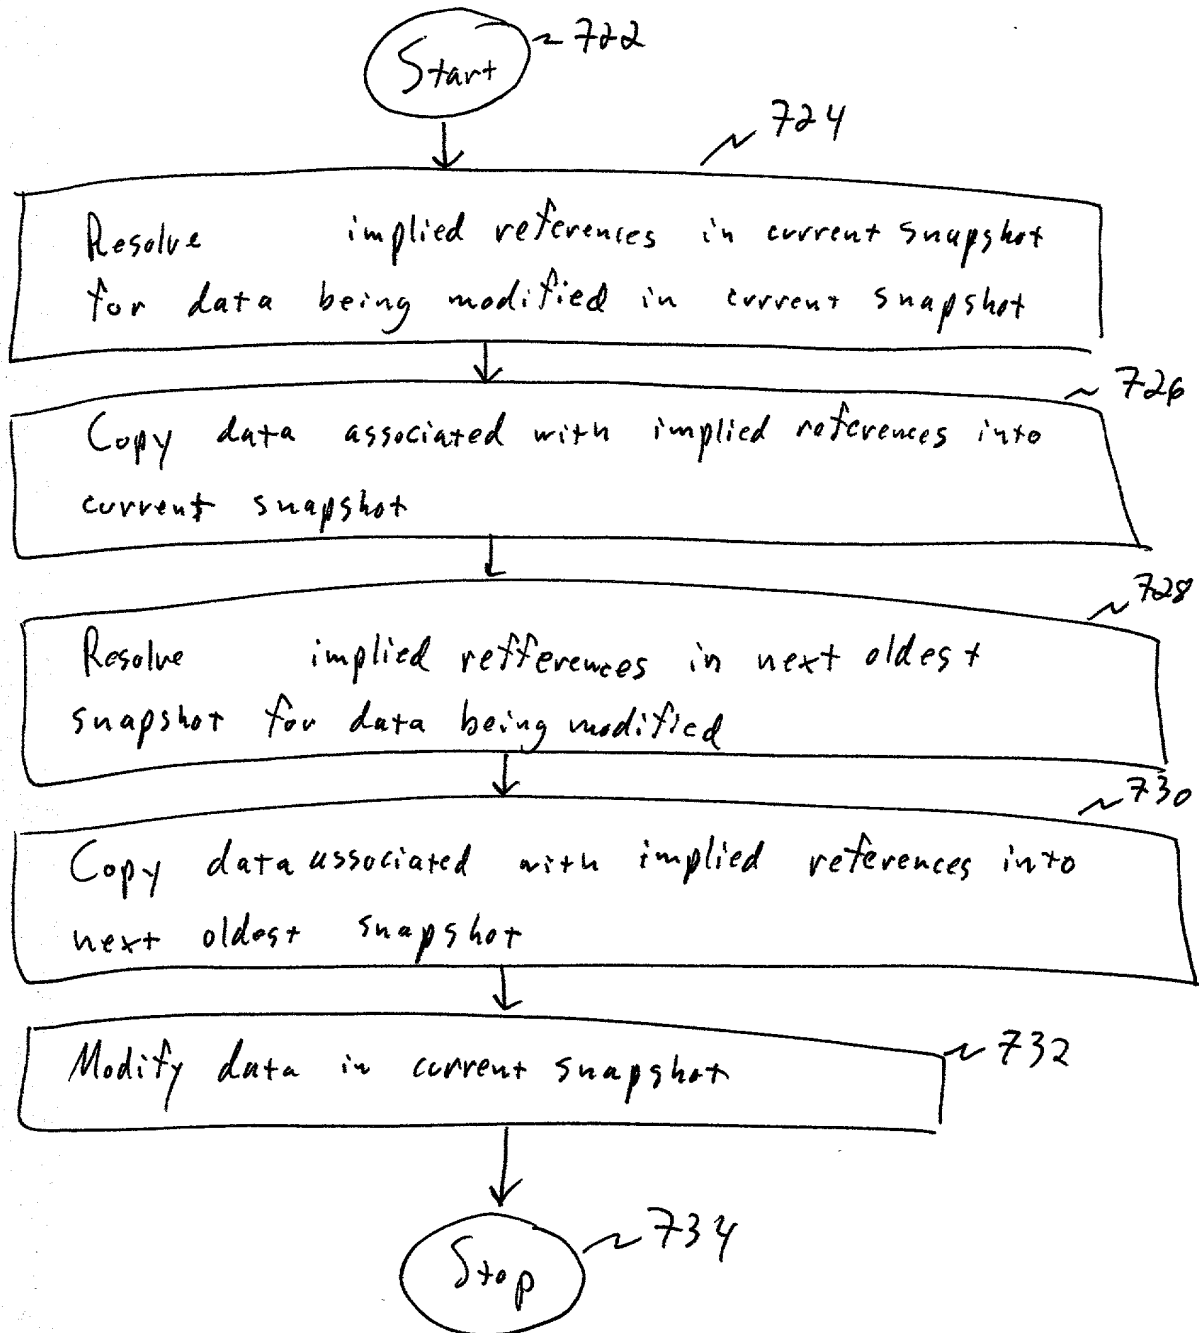 Start 722
724
Resolve implied references in current snapshot
for data being modified in current snapshot
726
Copy data associated with implied references into
current snapshot
728
Resolve implied refferences in next oldest
snapshot for data being modified
730
Copy data associated with implied references into
next oldest snapshot
Modify data in current snapshot 732
Stop 734